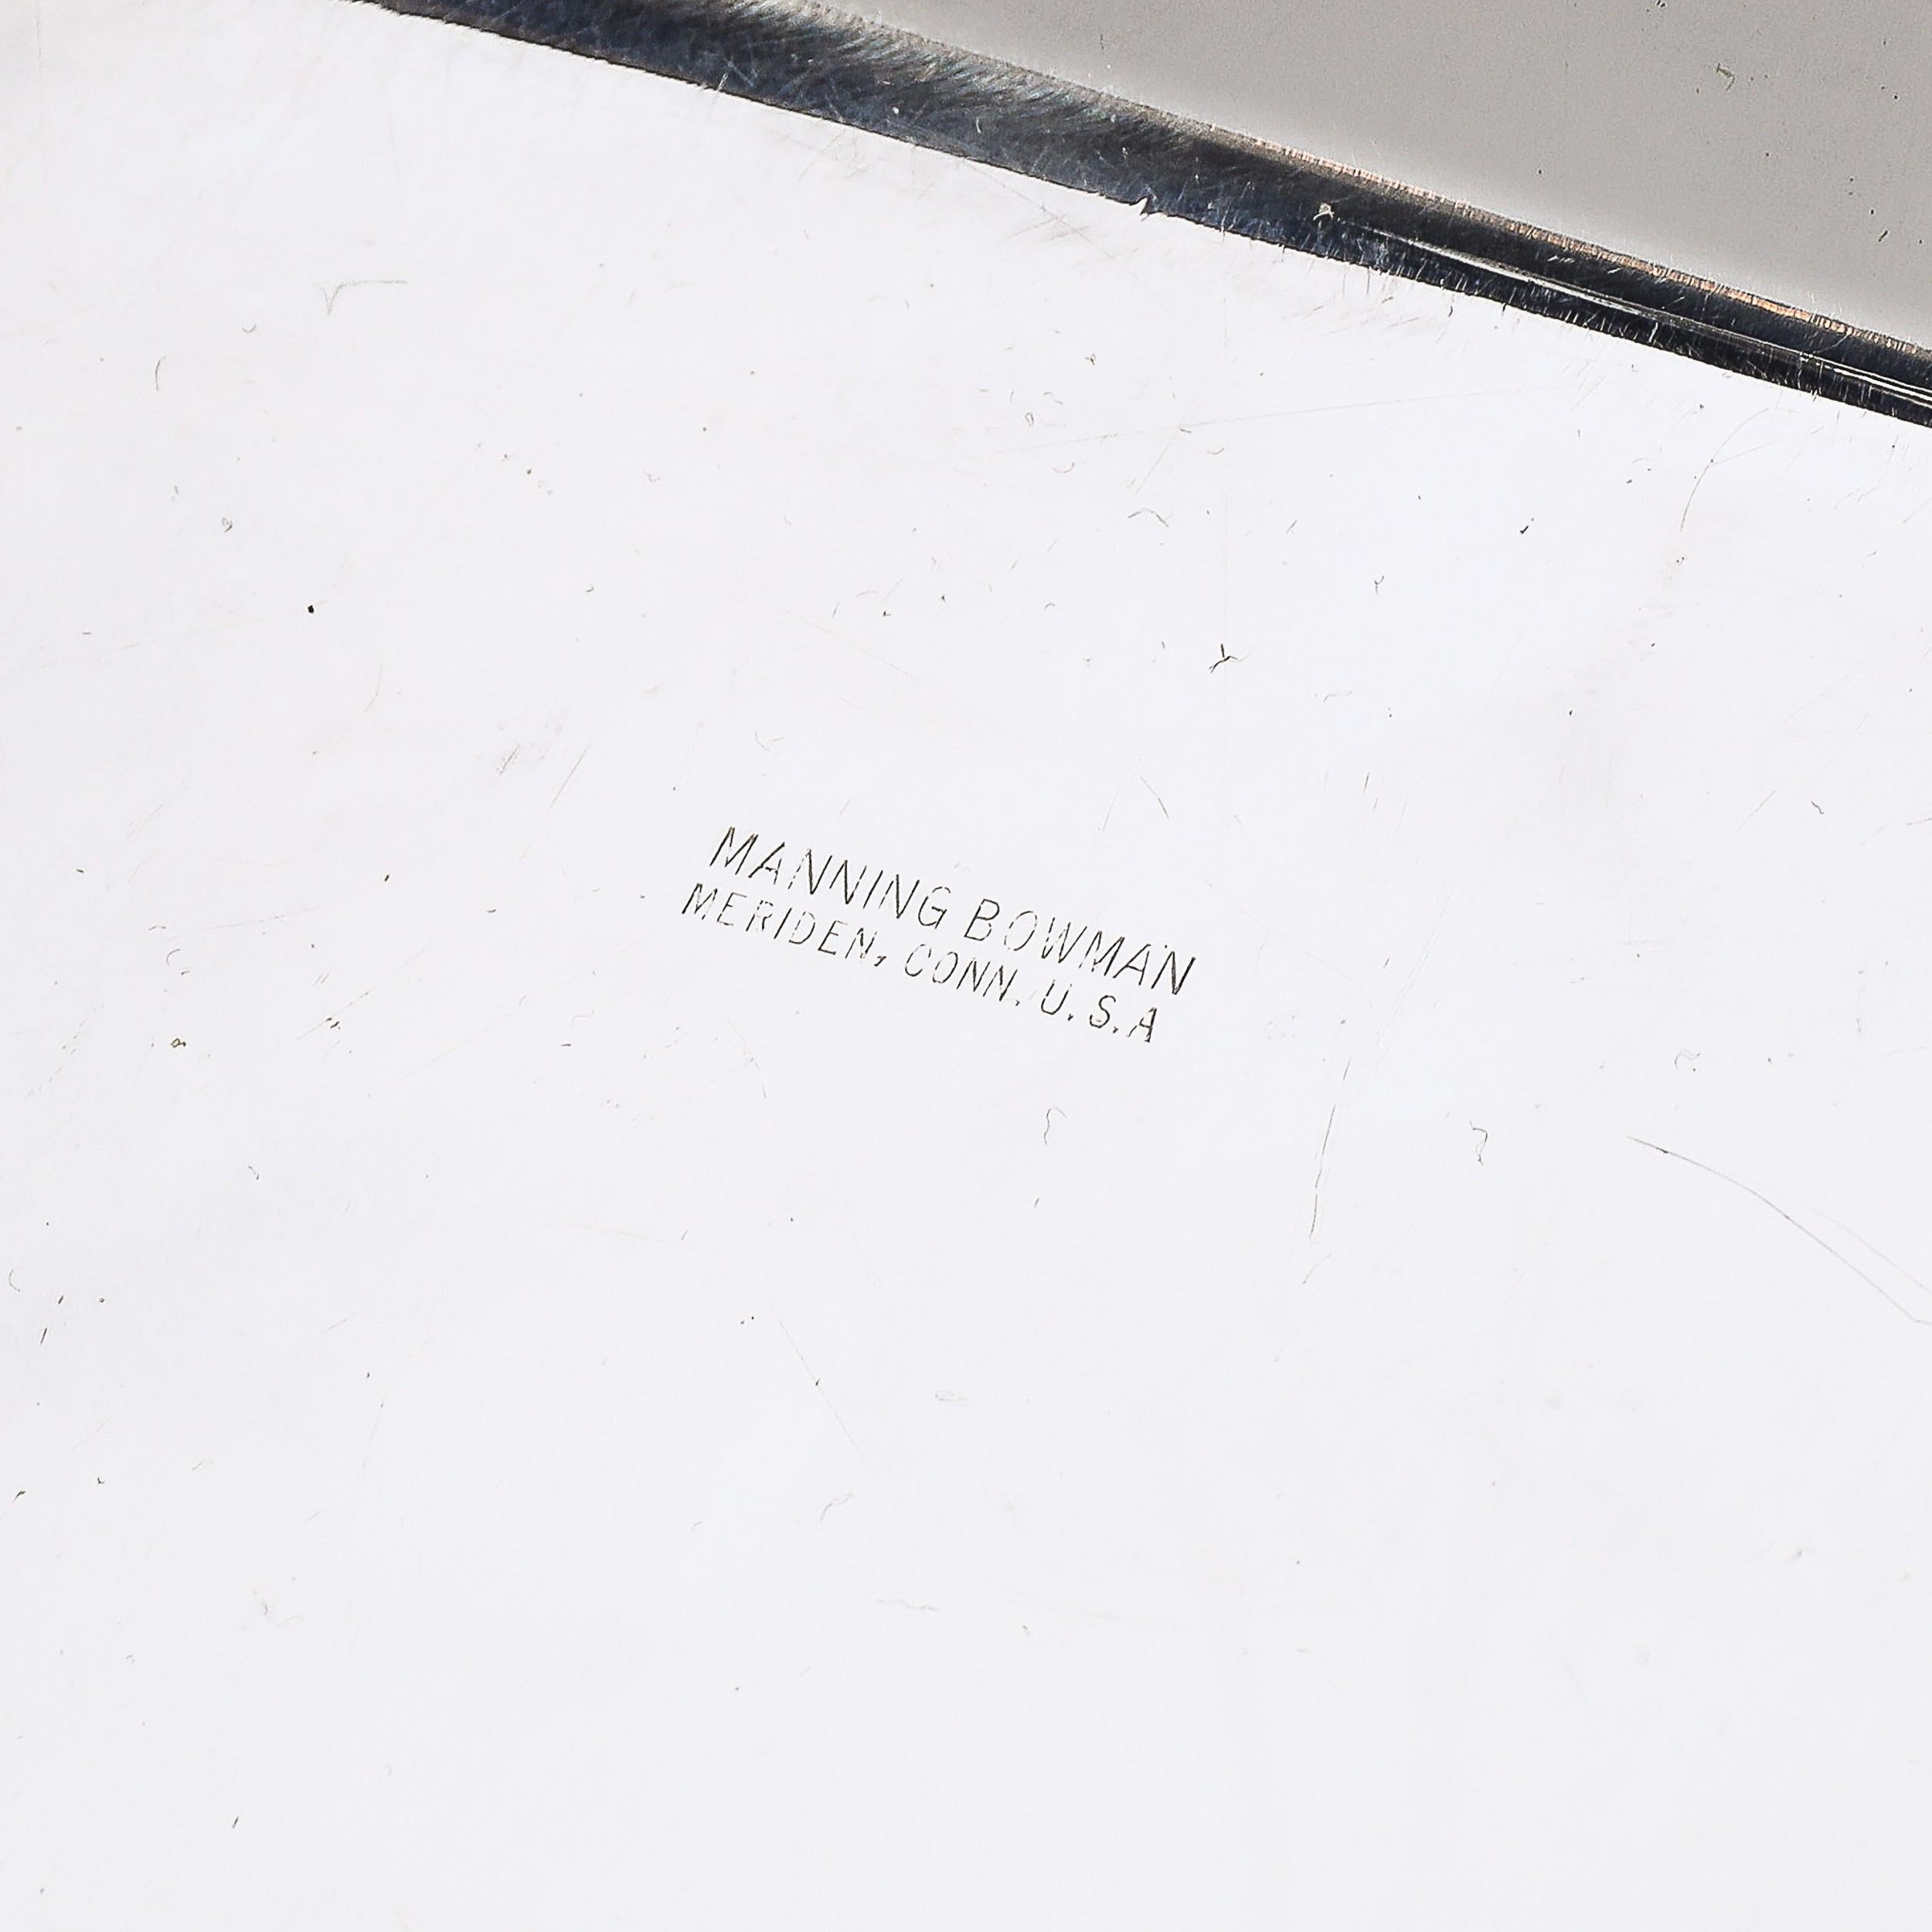 MANNING BOWMAN
MERIDEN, CONN. U.S.A